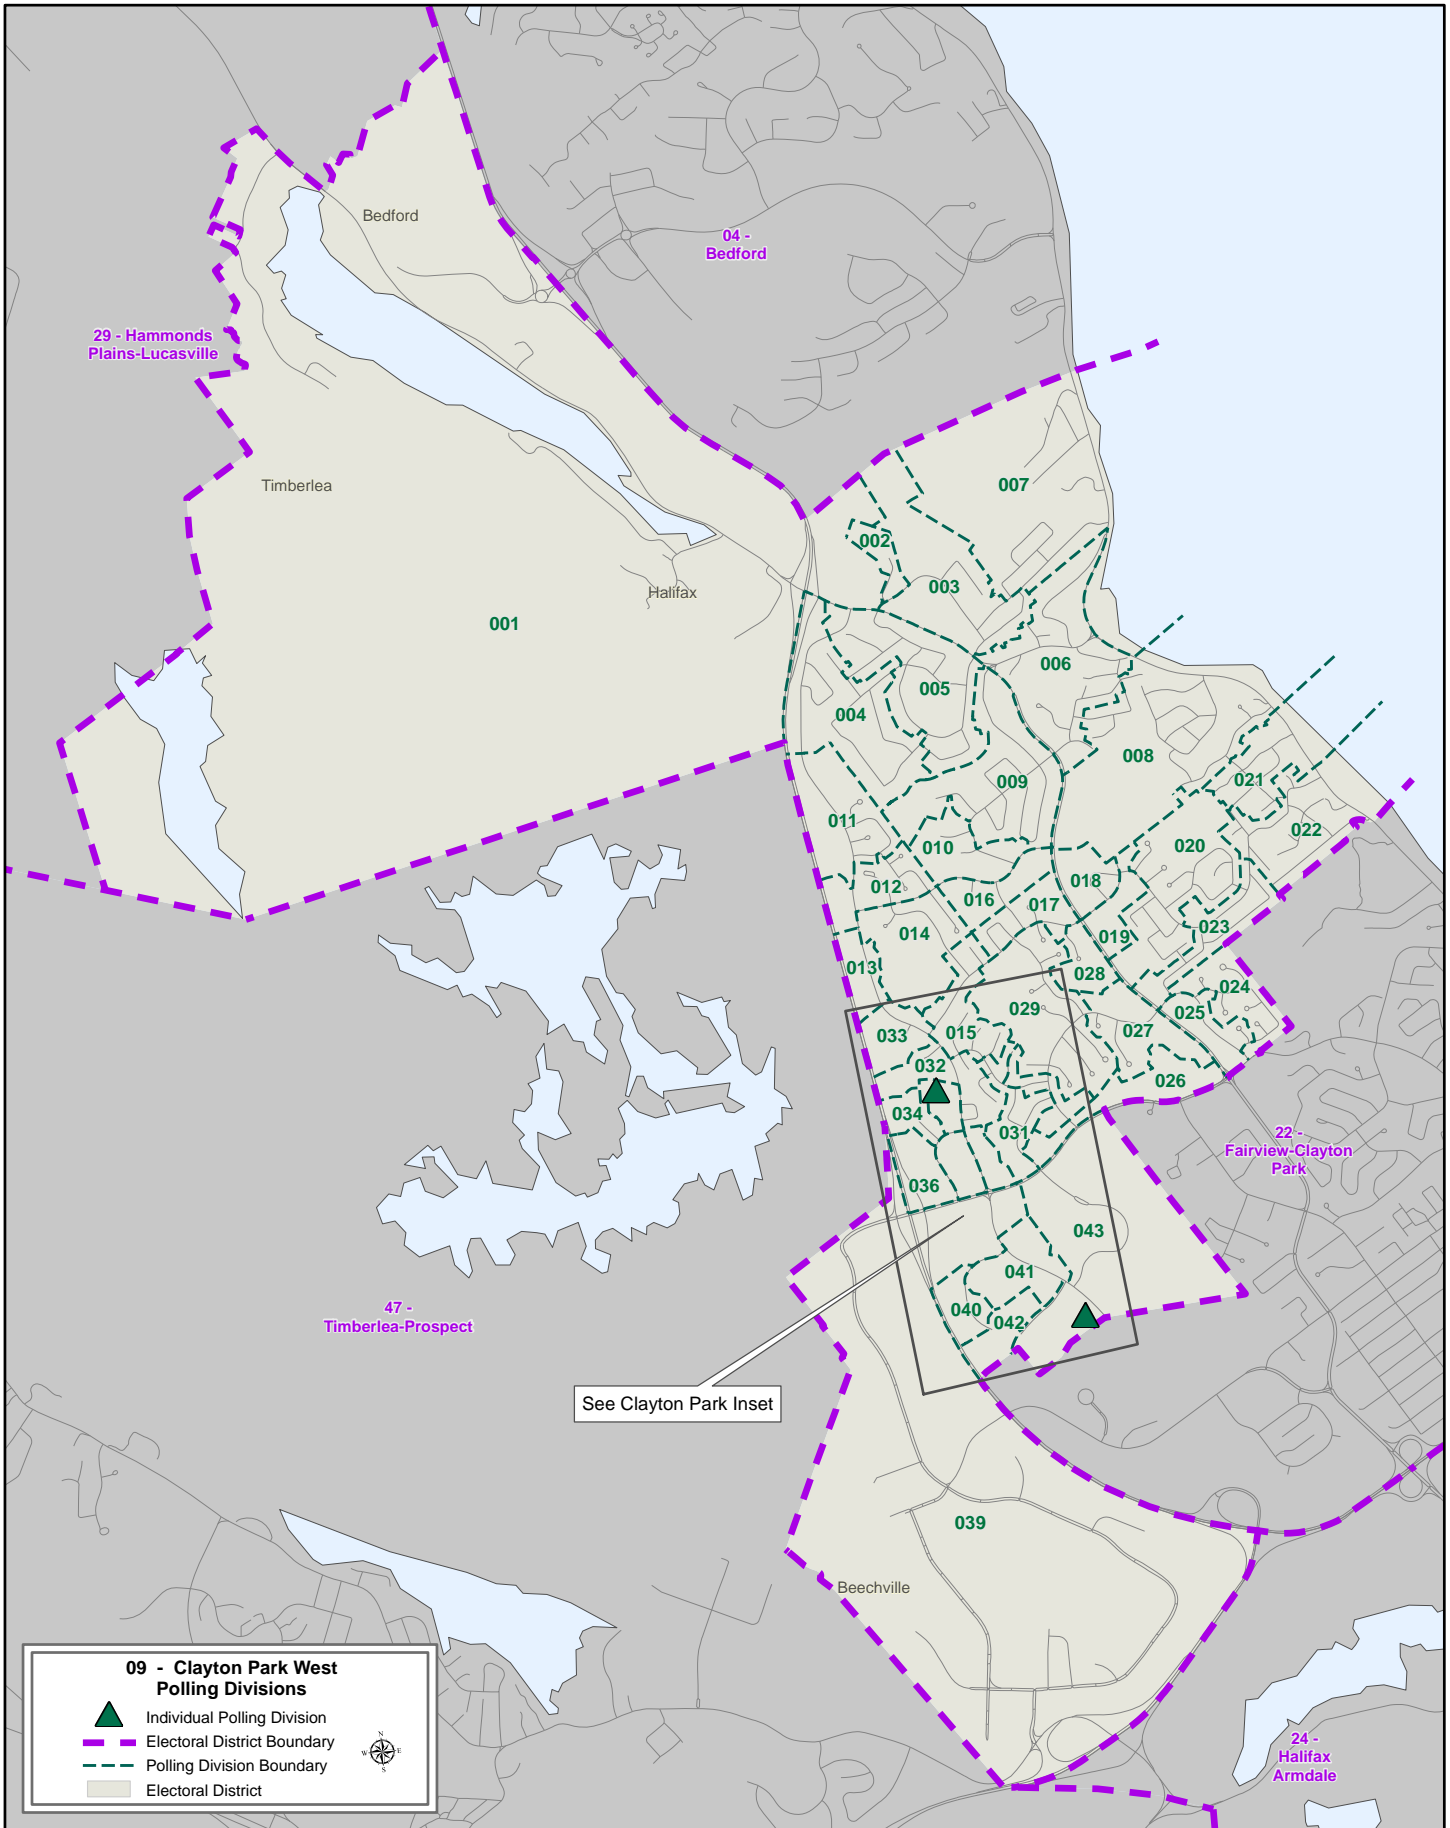 Bedford
04 -
Bedford
29 - Hammonds
Plains-Lucasville
Timberlea
007
002
003
Halifax
001
006
005
004
008
021
009
011
022
010
020
012
018
016
017
014
023
019
013
028
024
029
025
033
015
027
032
026
034
031
22 -
Fairview-Clayton
Park
036
043
041
040
042
47 -
Timberlea-Prospect
See Clayton Park Inset
039
Beechville
09 - Clayton Park West
Polling Divisions
Individual Polling Division
Electoral District Boundary
Polling Division Boundary
Electoral District
N
W
E
S
24 -
Halifax
Armdale